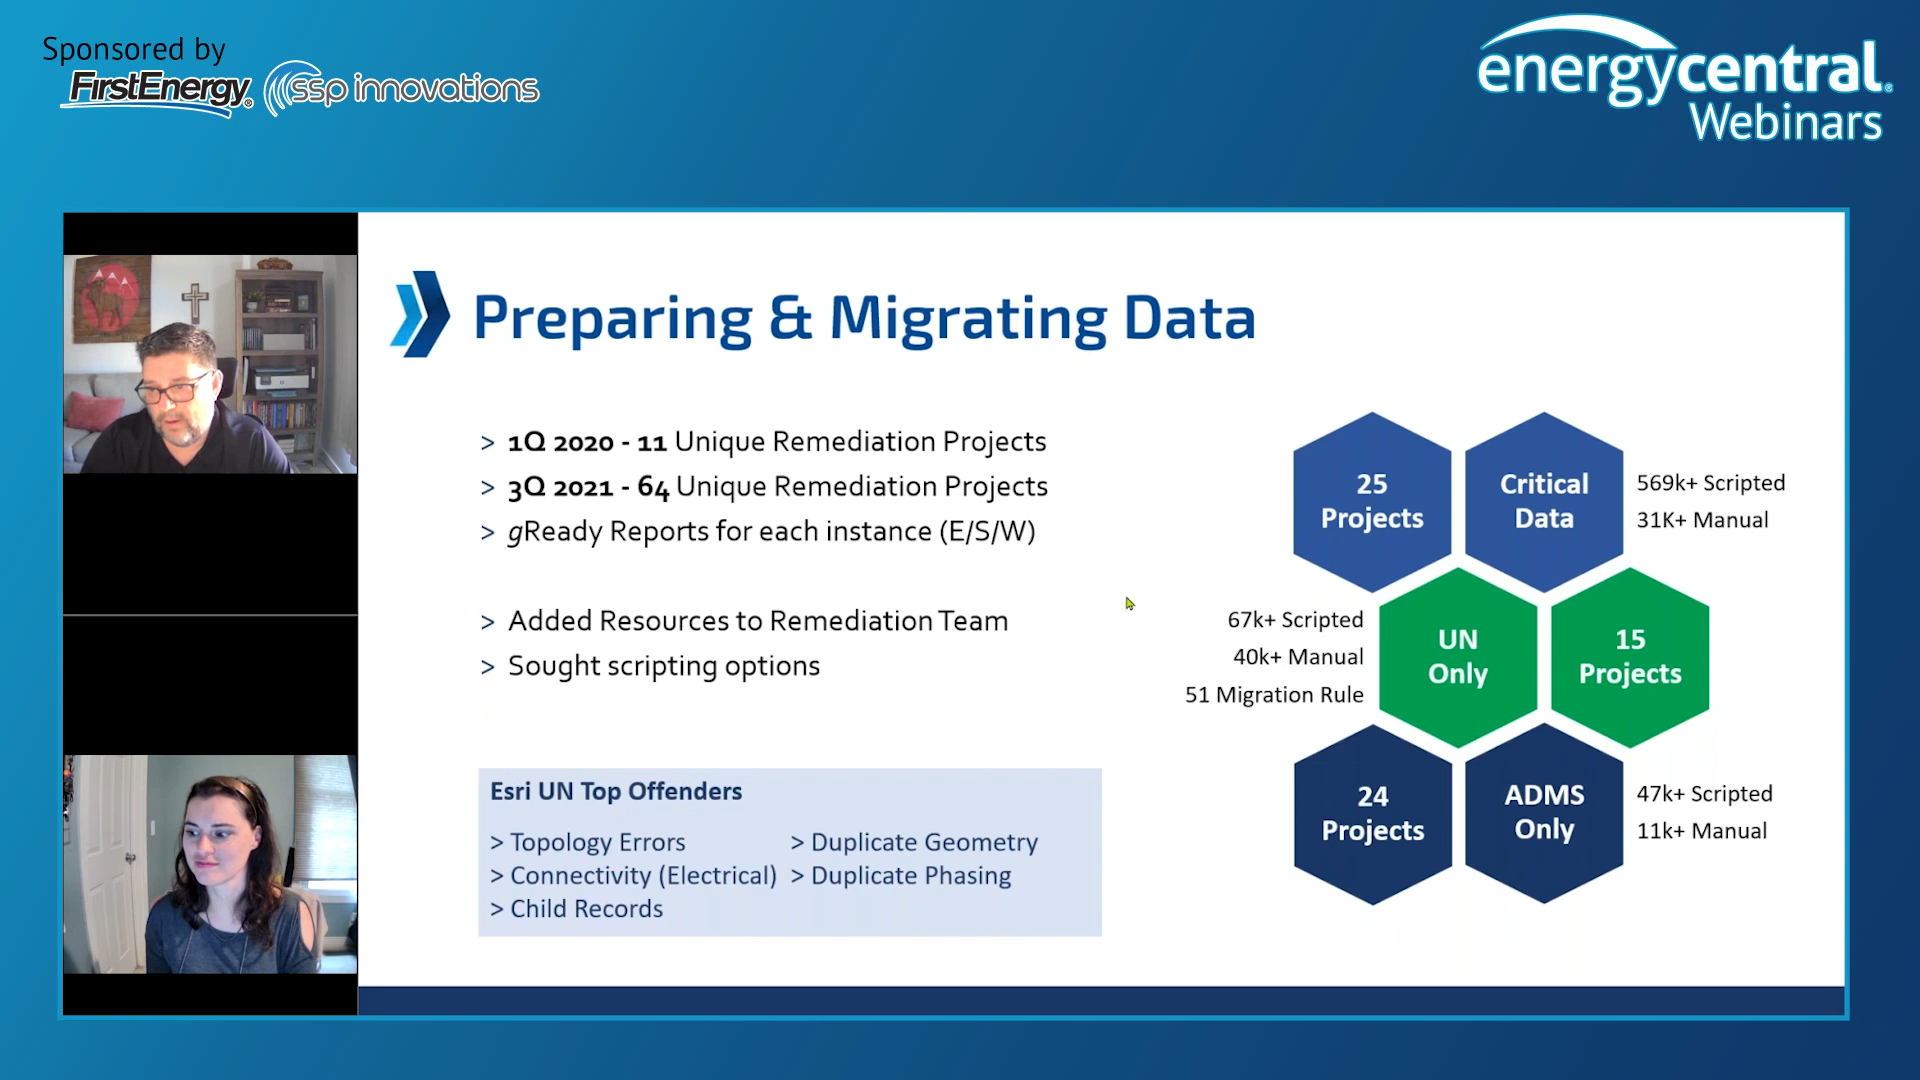 Sponsored by
FirstEnergy®
ssp innovations
energycentral®
Webinars
Preparing & Migrating Data
> 1Q 2020 - 11 Unique Remediation Projects
> 3Q 2021 - 64 Unique Remediation Projects
> gReady Reports for each instance (E/S/W)
> Added Resources to Remediation Team
> Sought scripting options
Esri UN Top Offenders
> Topology Errors
> Connectivity (Electrical)
> Child Records
> Duplicate Geometry
> Duplicate Phasing
25
Projects
Critical
Data
569k+ Scripted
31K+ Manual
67k+ Scripted
40k+ Manual
51 Migration Rule
UN
Only
15
Projects
24
Projects
ADMS
Only
47k+ Scripted
11k+ Manual